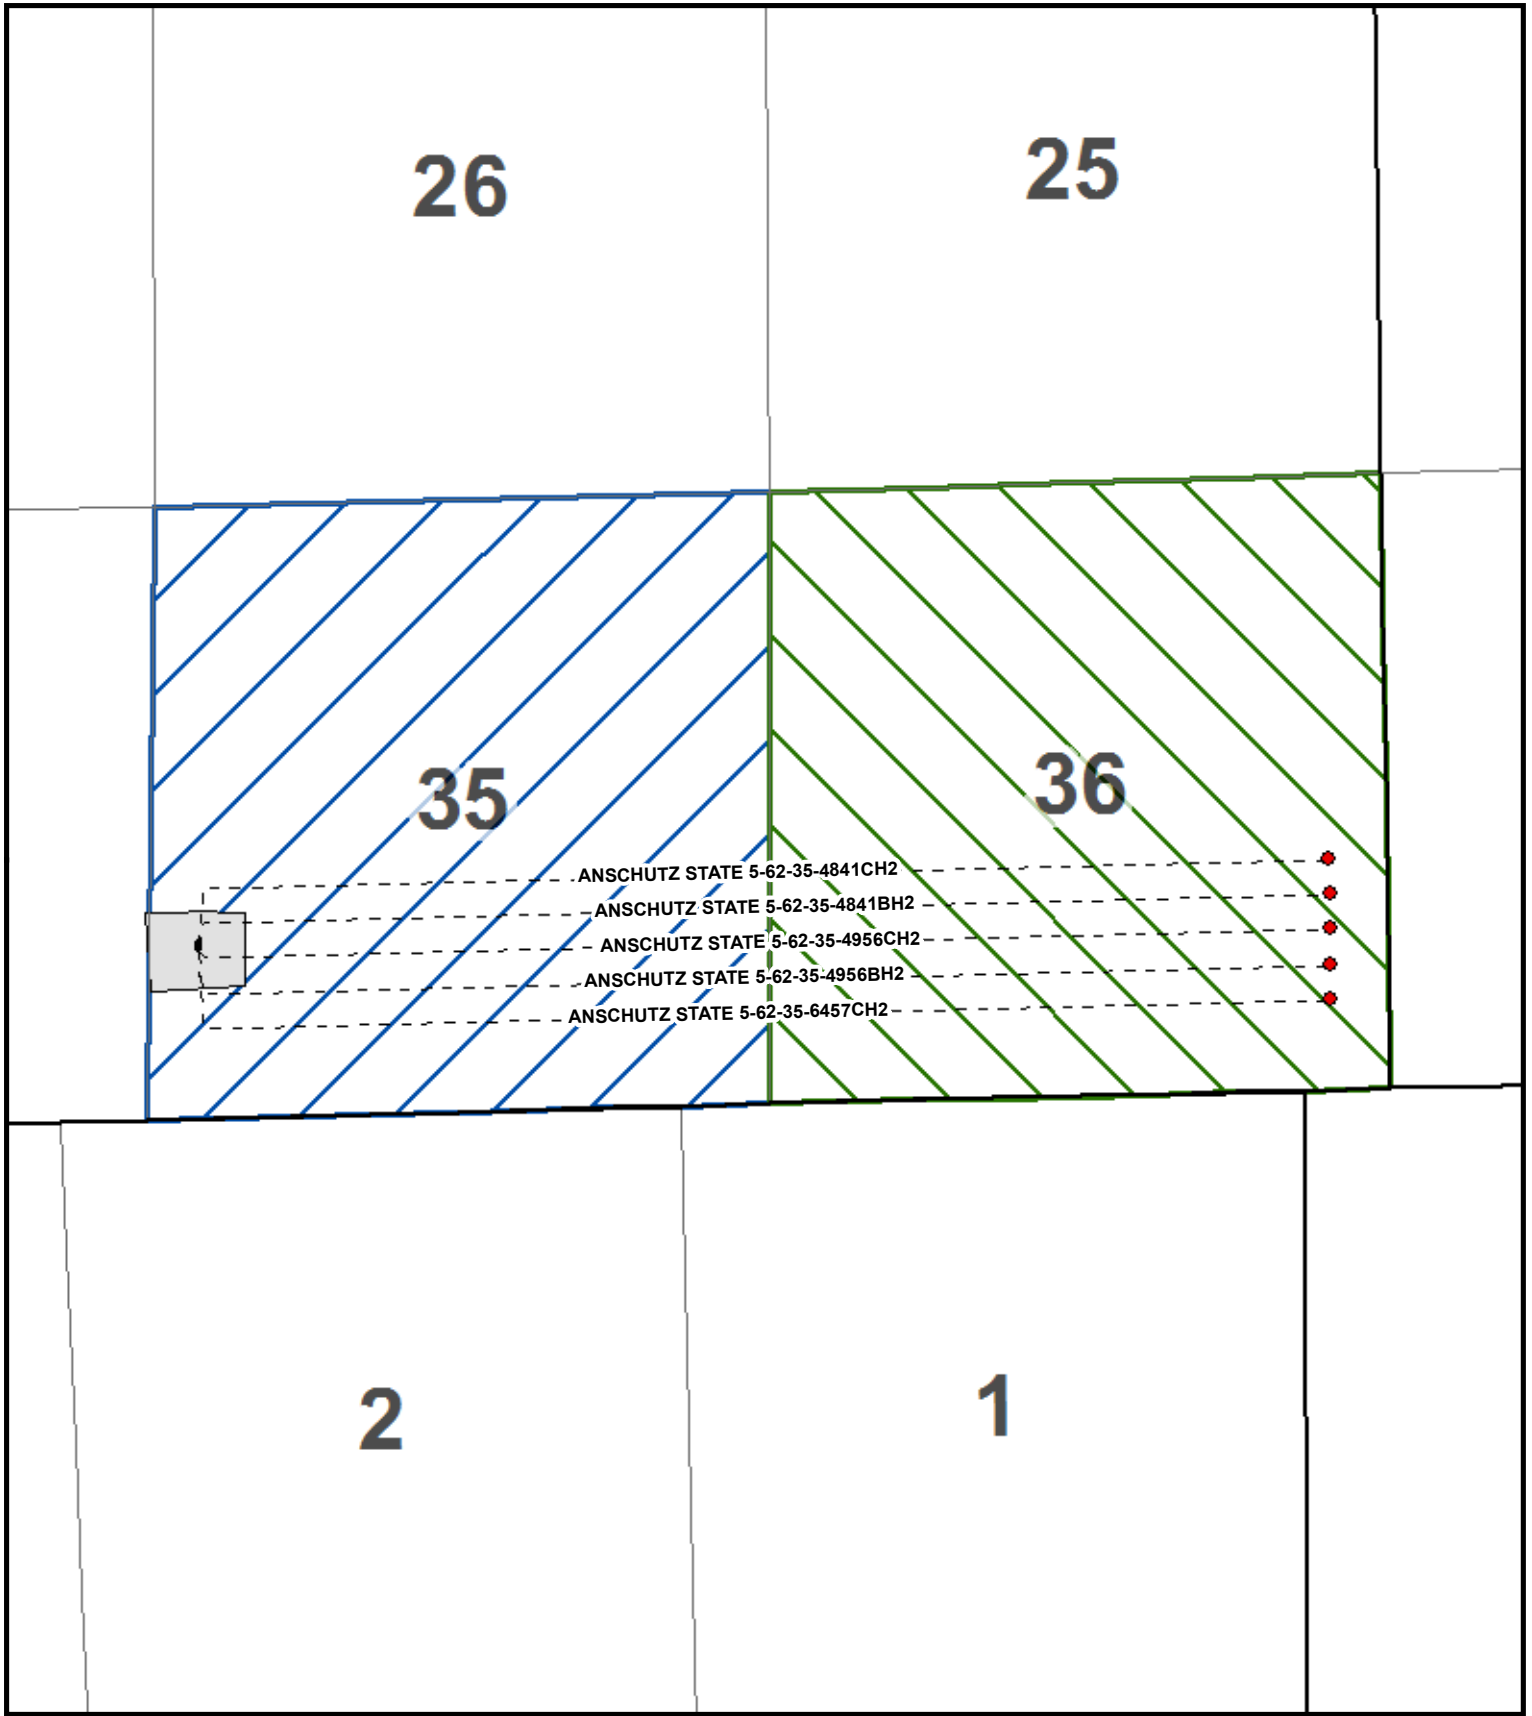 26
25
35
36
ANSCHUTZ STATE 5-62-35-4841CH2
ANSCHUTZ STATE 5-62-35-4841BH2
ANSCHUTZ STATE 5-62-35-4956CH2
ANSCHUTZ STATE 5-62-35-4956BH2
ANSCHUTZ STATE 5-62-35-6457CH2
2
1